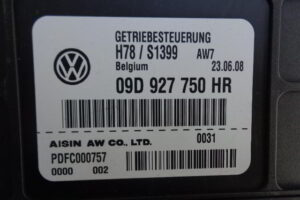 GETRIEBESTEUERUNG
H78 / S1399 AW7
Belgium 23.06.08
09D 927 750 HR
AISIN AW CO., LTD. 0031
PDFC000757
0000 002